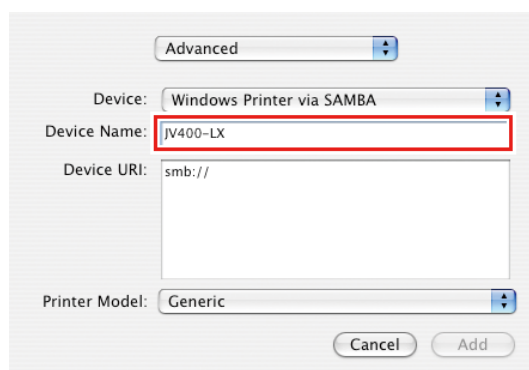 Advanced
Device: Windows Printer via SAMBA
Device Name: JV400-LX
Device URI: smb://
Printer Model: Generic
Cancel Add